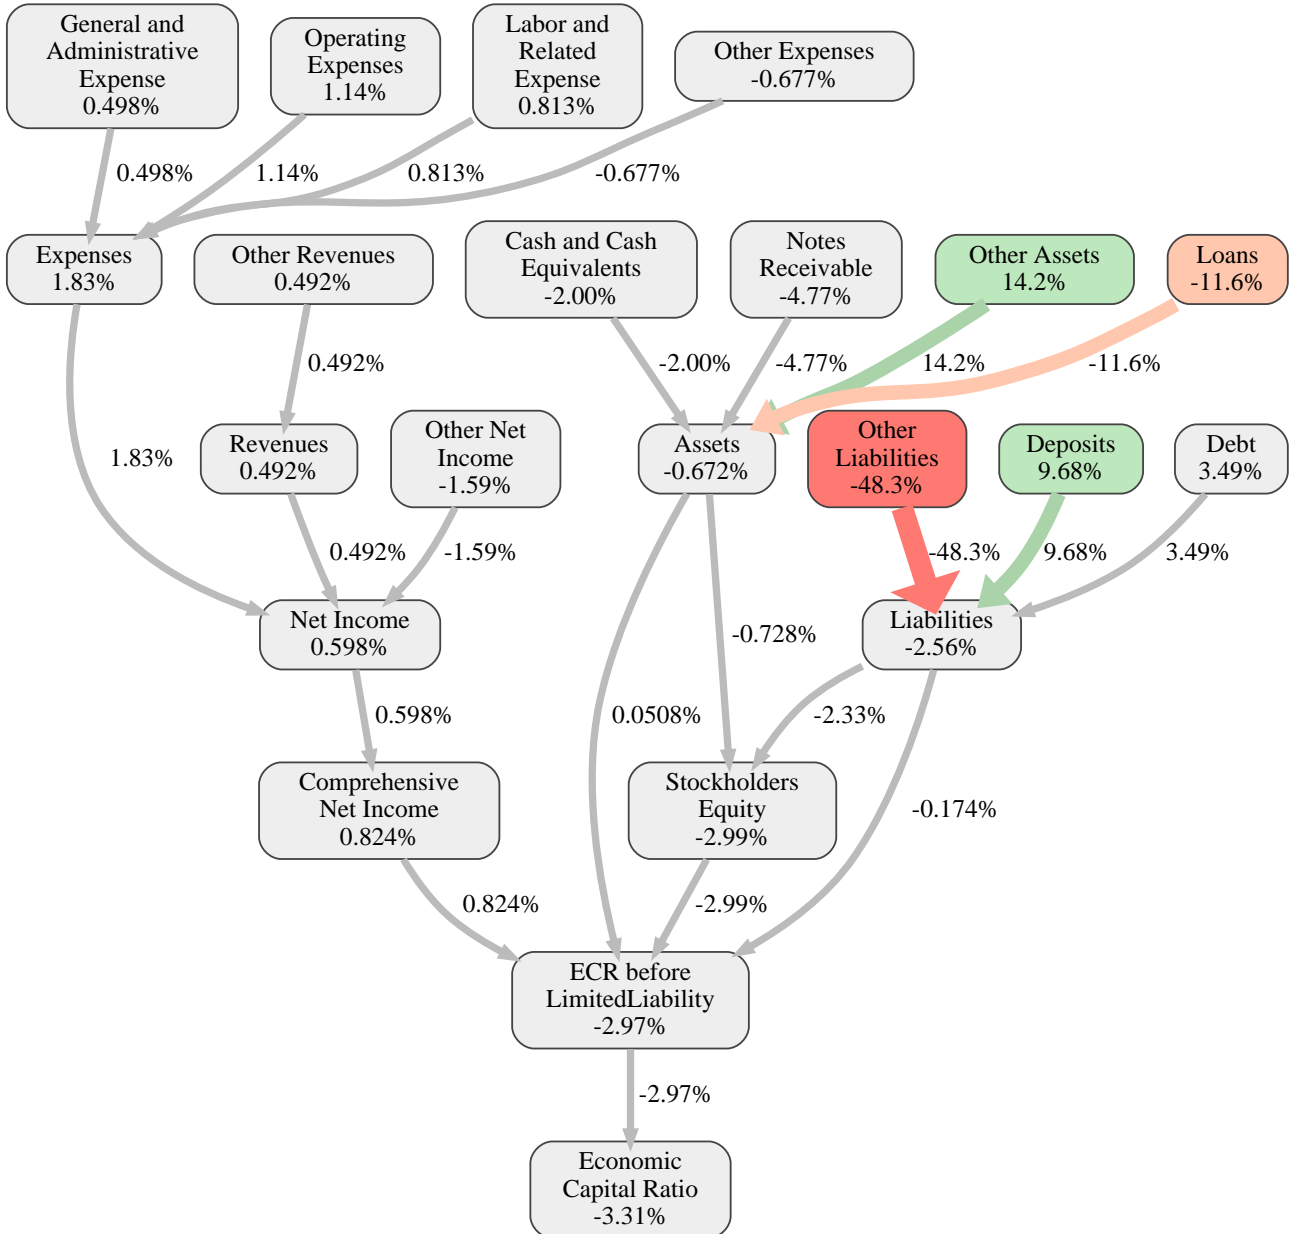 General and
Administrative
Expense
0.498%
Operating
Expenses
1.14%
Labor and
Related
Expense
0.813%
Other Expenses
-0.677%
0.498%
1.14%
0.813%
-0.677%
Expenses
1.83%
Other Revenues
0.492%
Cash and Cash
Equivalents
-2.00%
Notes
Receivable
-4.77%
Other Assets
14.2%
Loans
-11.6%
0.492%
-2.00%
-4.77%
14.2%
-11.6%
1.83%
Revenues
0.492%
Other Net
Income
-1.59%
Assets
-0.672%
Other
Liabilities
-48.3%
Deposits
9.68%
Debt
3.49%
0.492%
-1.59%
-48.3%
9.68%
3.49%
Net Income
0.598%
-0.728%
Liabilities
-2.56%
0.598%
0.0508%
-2.33%
Comprehensive
Net Income
0.824%
Stockholders
Equity
-2.99%
-0.174%
0.824%
-2.99%
ECR before
LimitedLiability
-2.97%
-2.97%
Economic
Capital Ratio
-3.31%